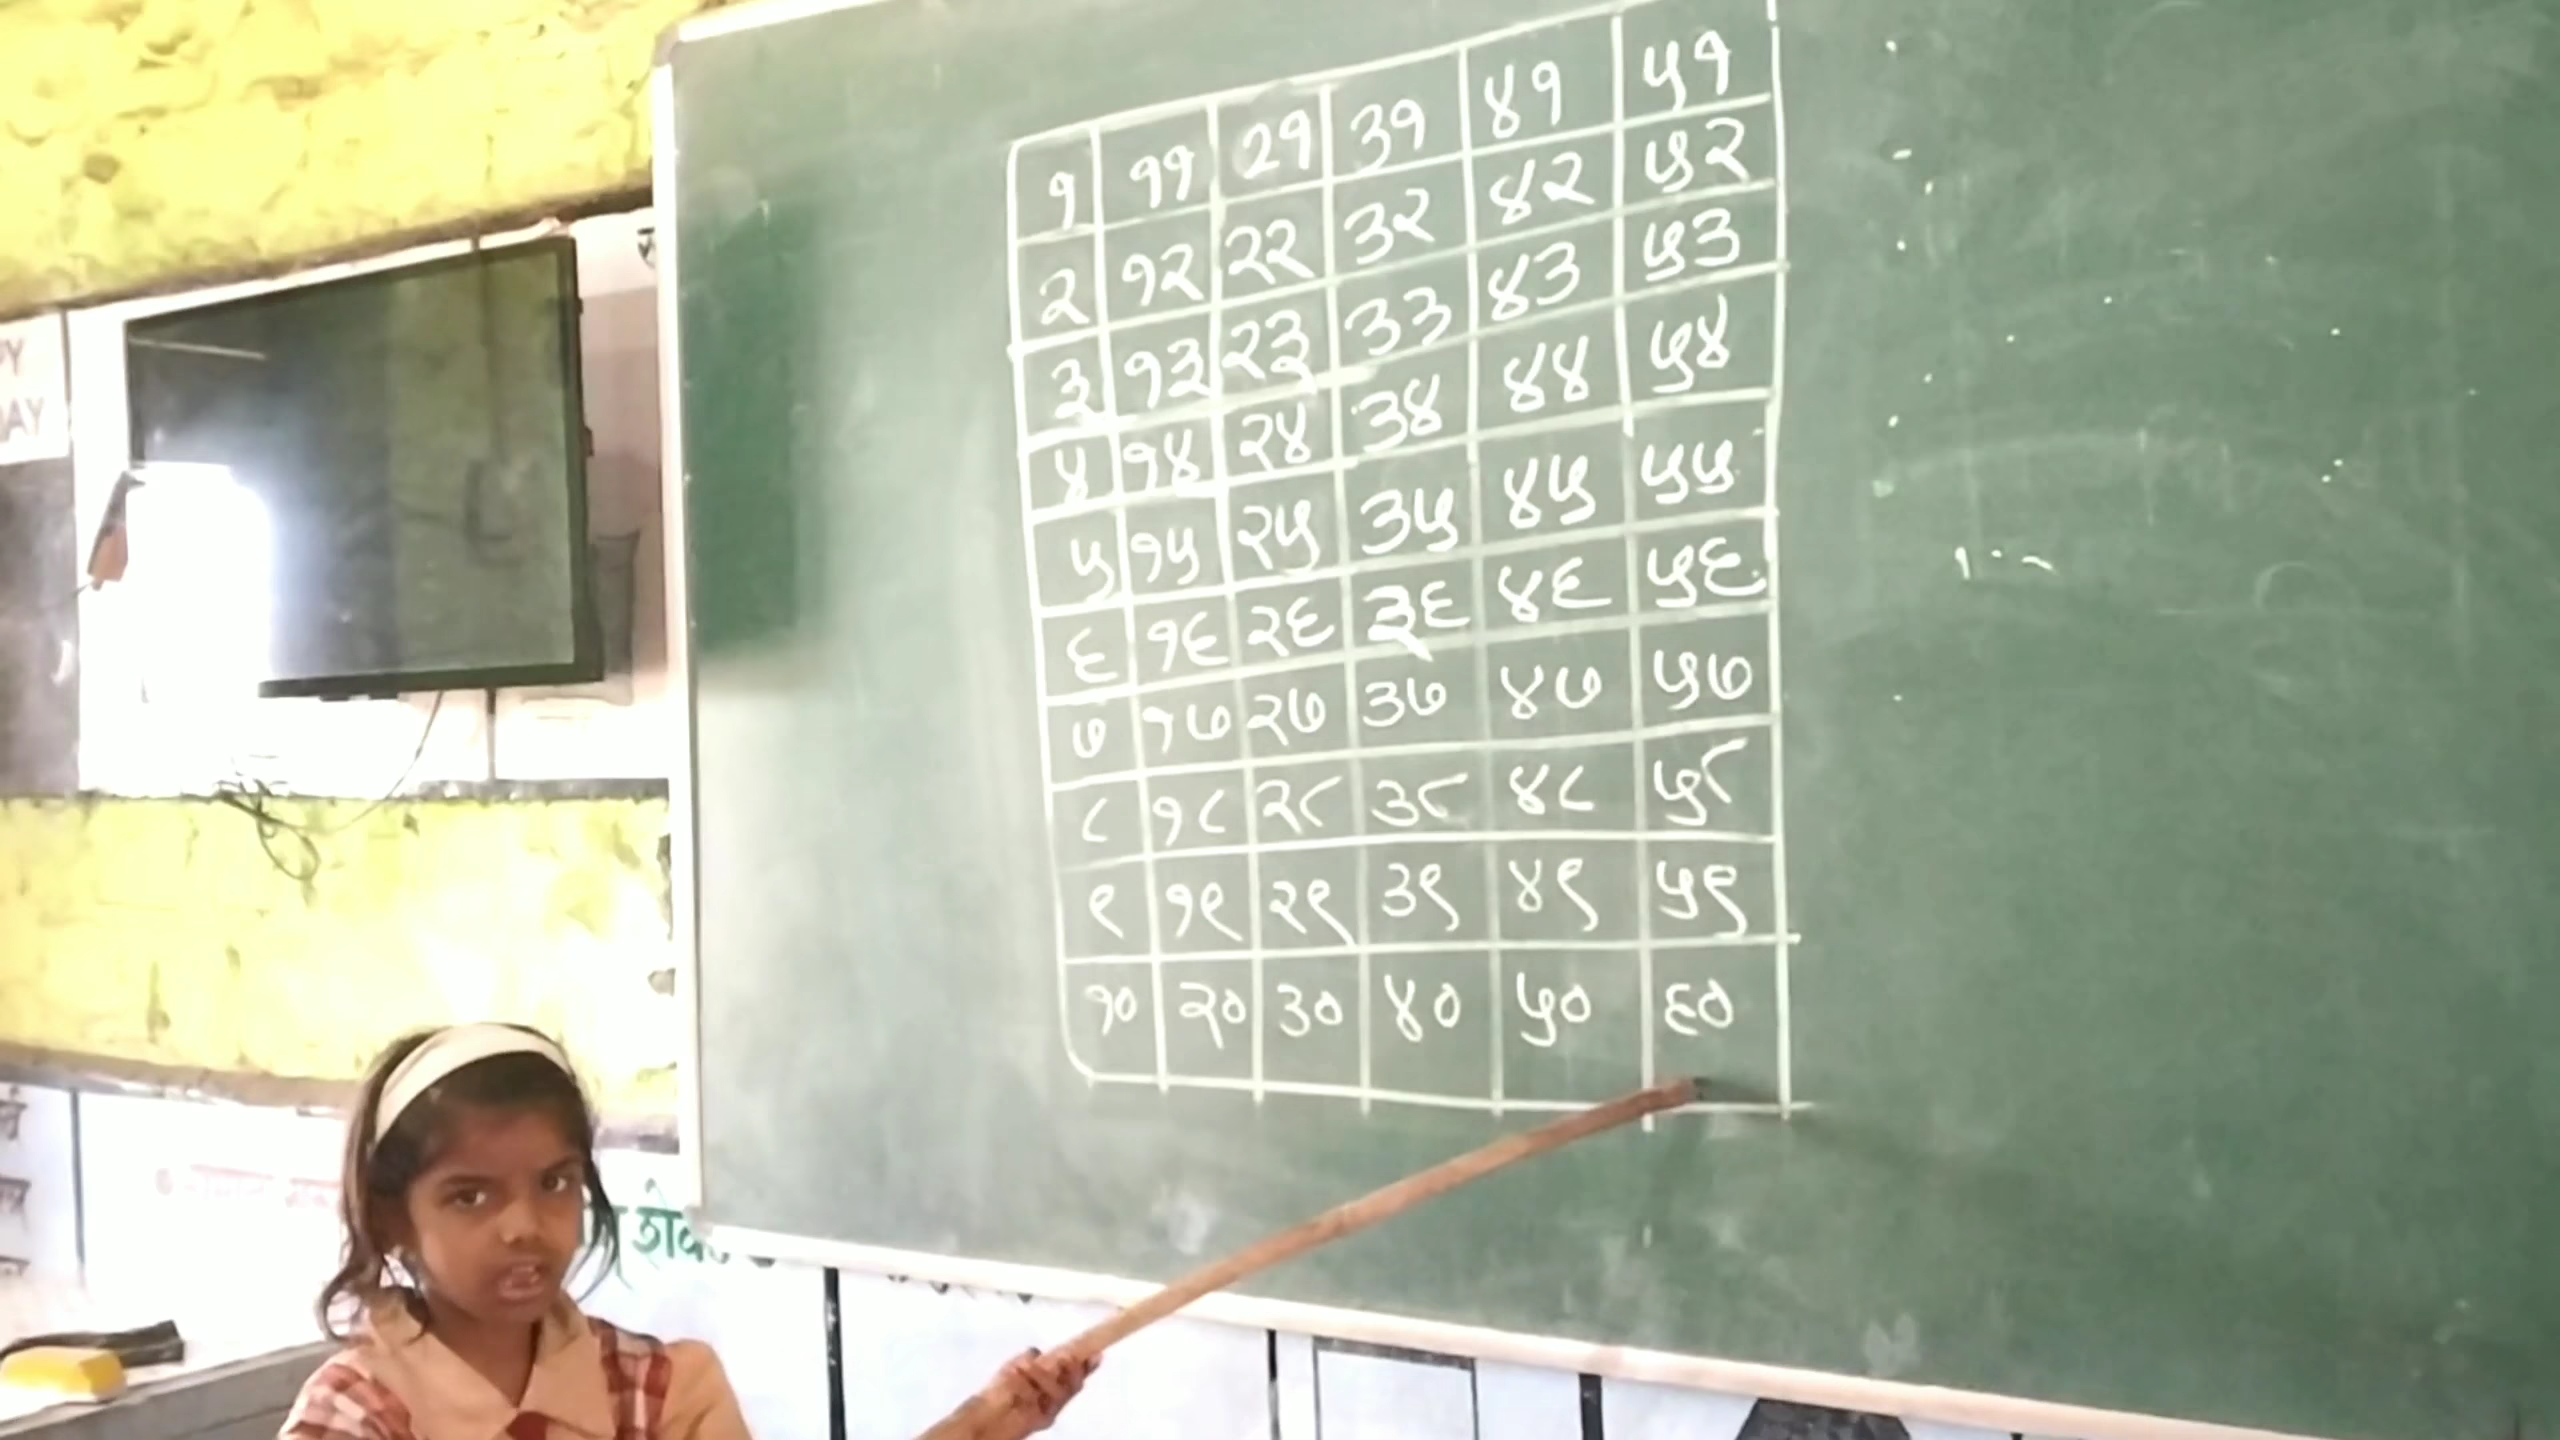 १ ११ २१ ३१ ४१ ५१
२ १२ २२ ३२ ४२ ५२
३ १३ २३ ३३ ४३ ५३
४ १४ २४ ३४ ४४ ५४
५ १५ २५ ३५ ४५ ५५
६ १६ २६ ३६ ४६ ५६
७ १७ २७ ३७ ४७ ५७
८ १८ २८ ३८ ४८ ५८
९ १९ २९ ३९ ४९ ५९
१० २० ३० ४० ५० ६०